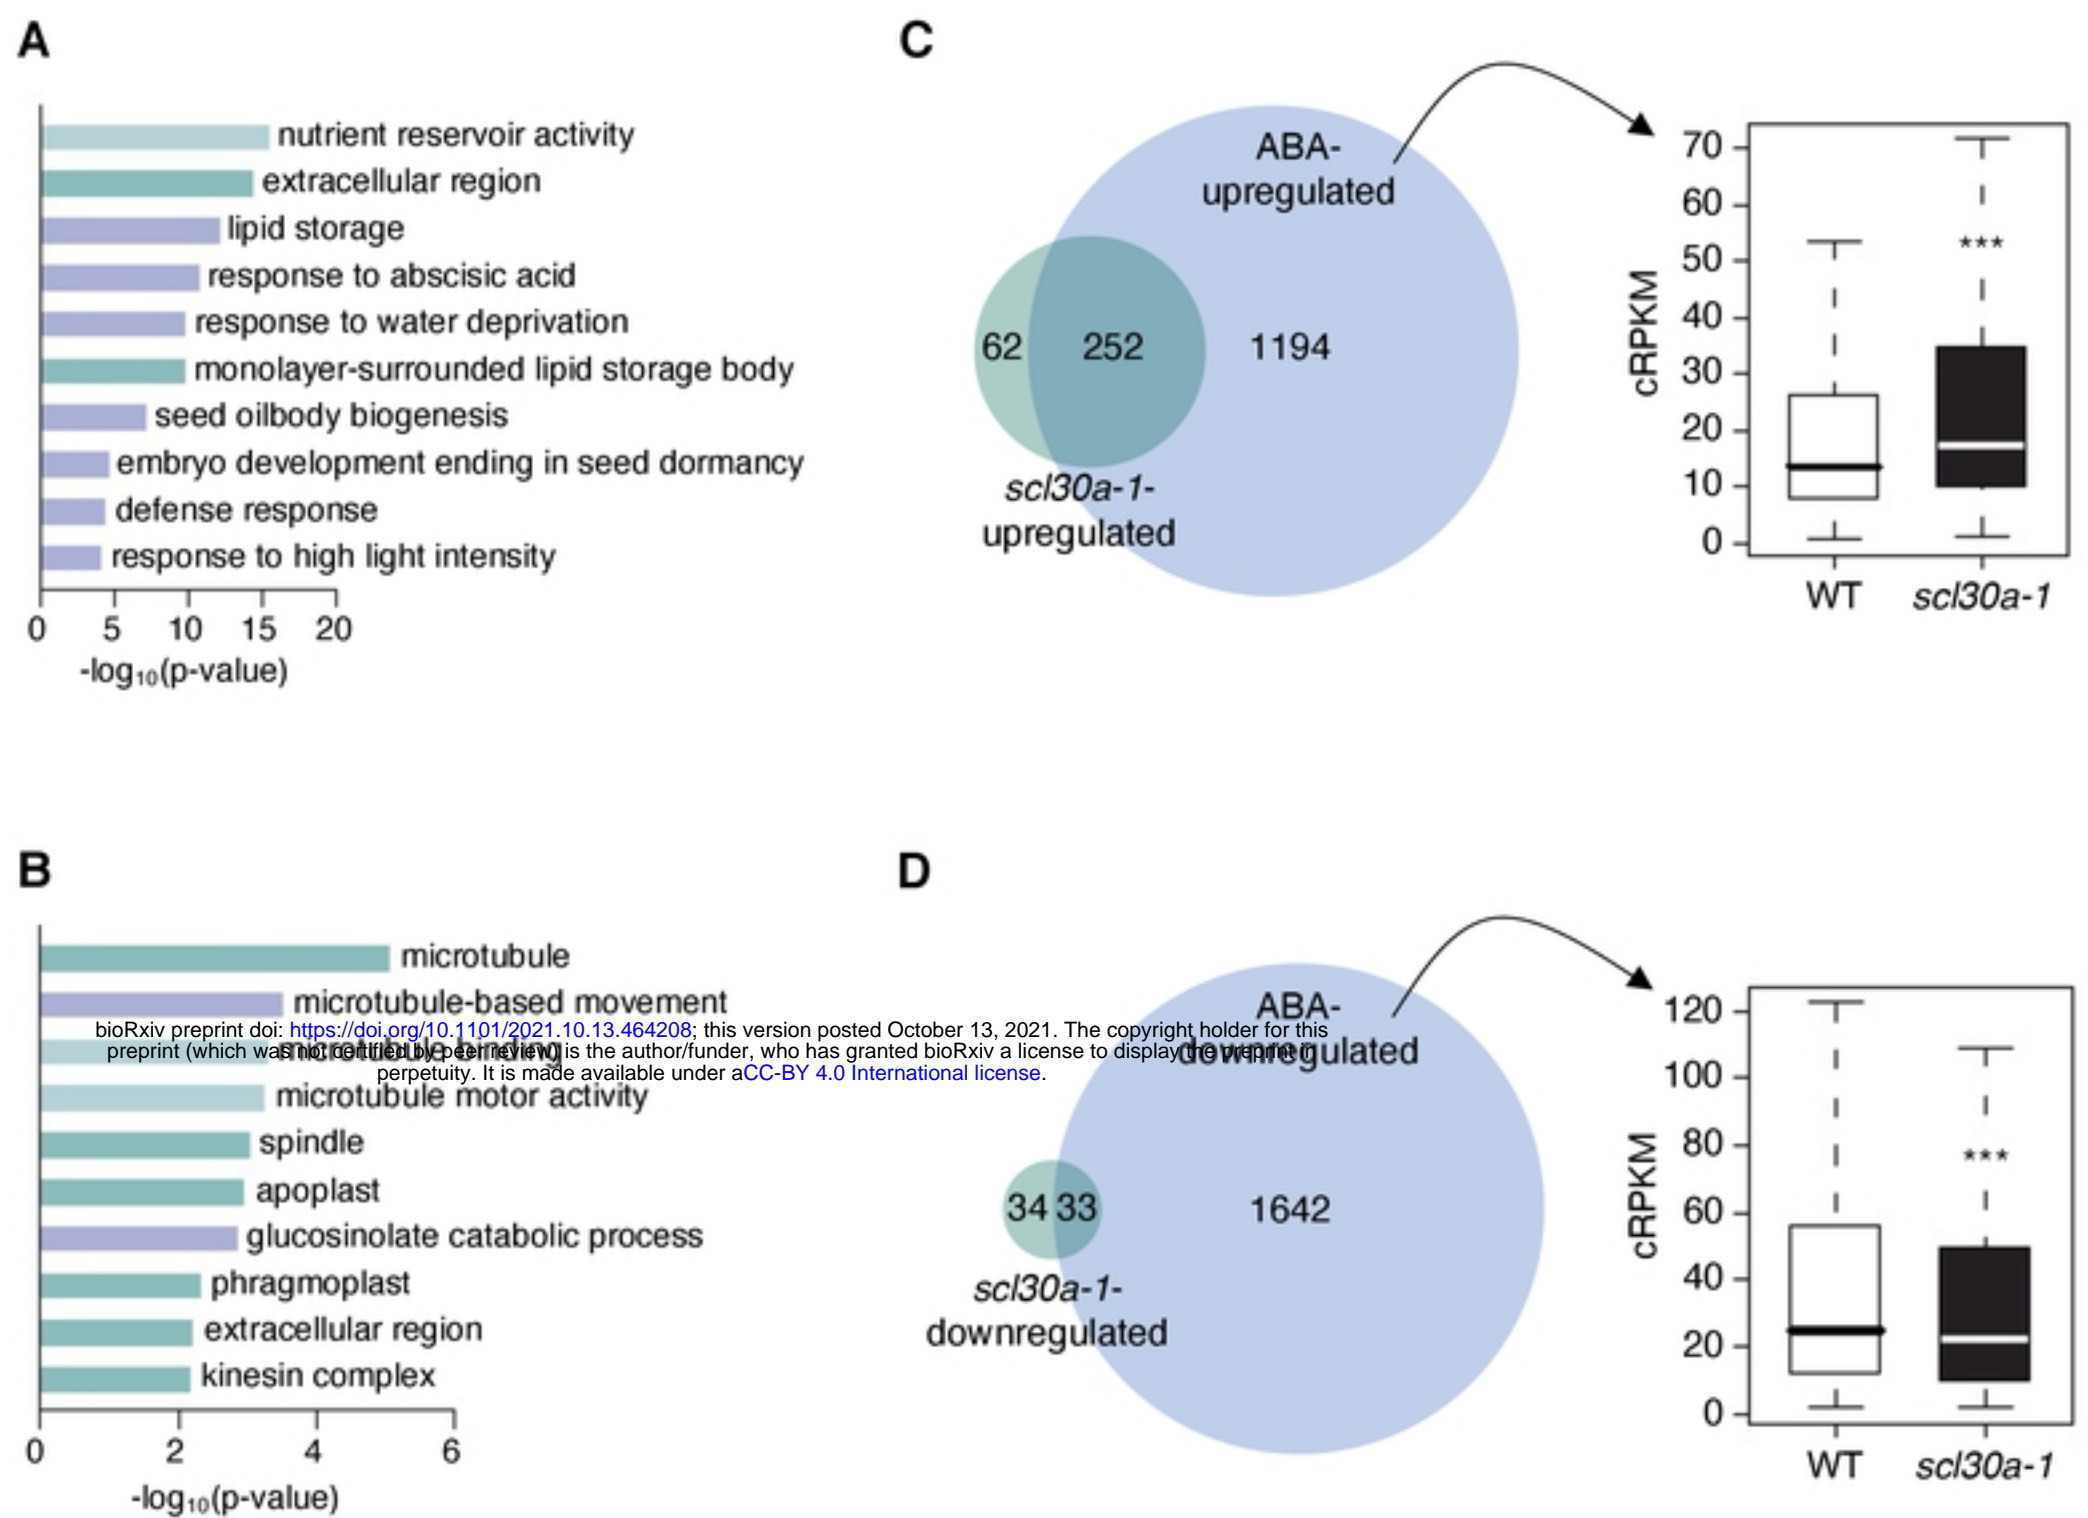 A
nutrient reservoir activity
extracellular region
lipid storage
response to abscisic acid
response to water deprivation
monolayer-surrounded lipid storage body
seed oilbody biogenesis
embryo development ending in seed dormancy
defense response
response to high light intensity
0 5 10 15 20
-log₁₀(p-value)
C
ABA-
upregulated
62 252 1194
scl30a-1-
upregulated
cRPKM
70
60
50
40
30
20
10
0
***
WT scl30a-1
B
microtubule
microtubule-based movement
bioRxiv preprint doi: https://doi.org/10.1101/2021.10.13.464208; this version posted October 13, 2021. The copyright holder for this
preprint (which was not certified by peer review) is the author/funder, who has granted bioRxiv a license to display the preprint in
perpetuity. It is made available under aCC-BY 4.0 International license.
microtubule binding
microtubule motor activity
spindle
apoplast
glucosinolate catabolic process
phragmoplast
extracellular region
kinesin complex
0 2 4 6
-log₁₀(p-value)
D
ABA-
downregulated
34 33 1642
scl30a-1-
downregulated
cRPKM
120
100
80
60
40
20
0
***
WT scl30a-1